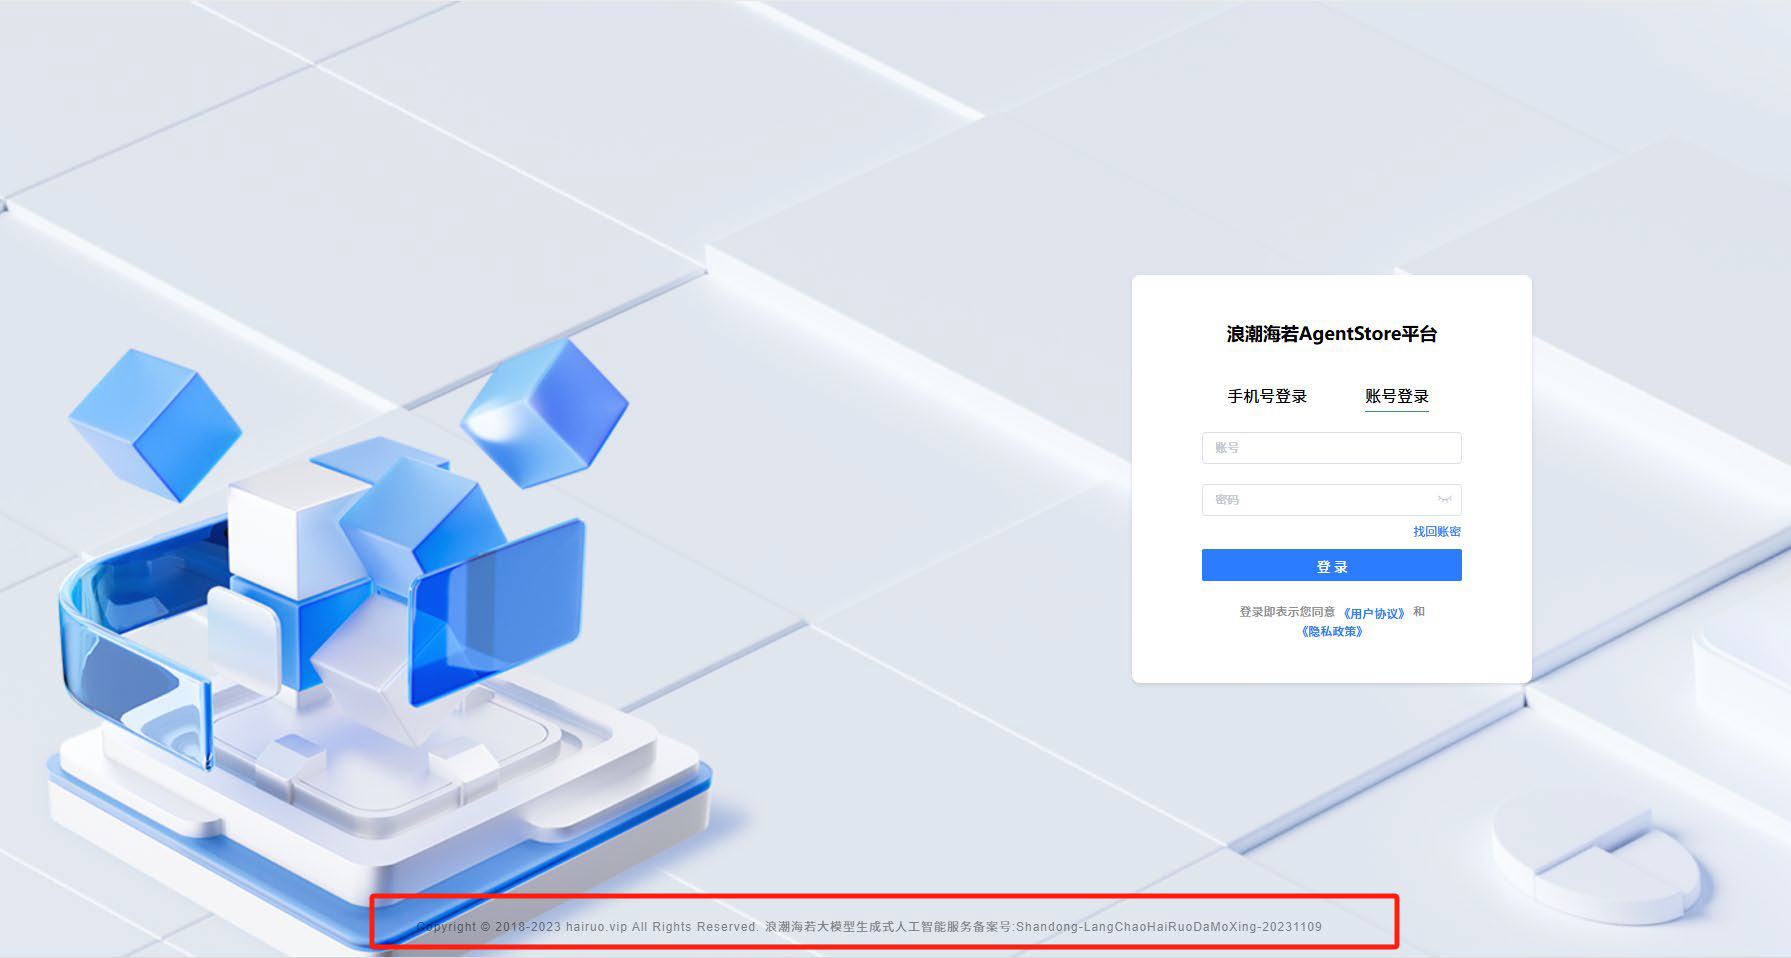 浪潮海若AgentStore平台
手机号登录 账号登录
账号
密码
找回账密
登 录
登录即表示您同意 《用户协议》 和
《隐私政策》
Copyright © 2018-2023 hairuo.vip All Rights Reserved. 浪潮海若大模型生成式人工智能服务备案号:Shandong-LangChaoHaiRuoDaMoXing-20231109